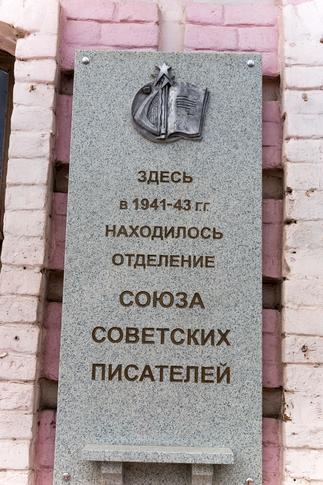 ЗДЕСЬ
в 1941-43 г.г.
НАХОДИЛОСЬ
ОТДЕЛЕНИЕ
СОЮЗА
СОВЕТСКИХ
ПИСАТЕЛЕЙ